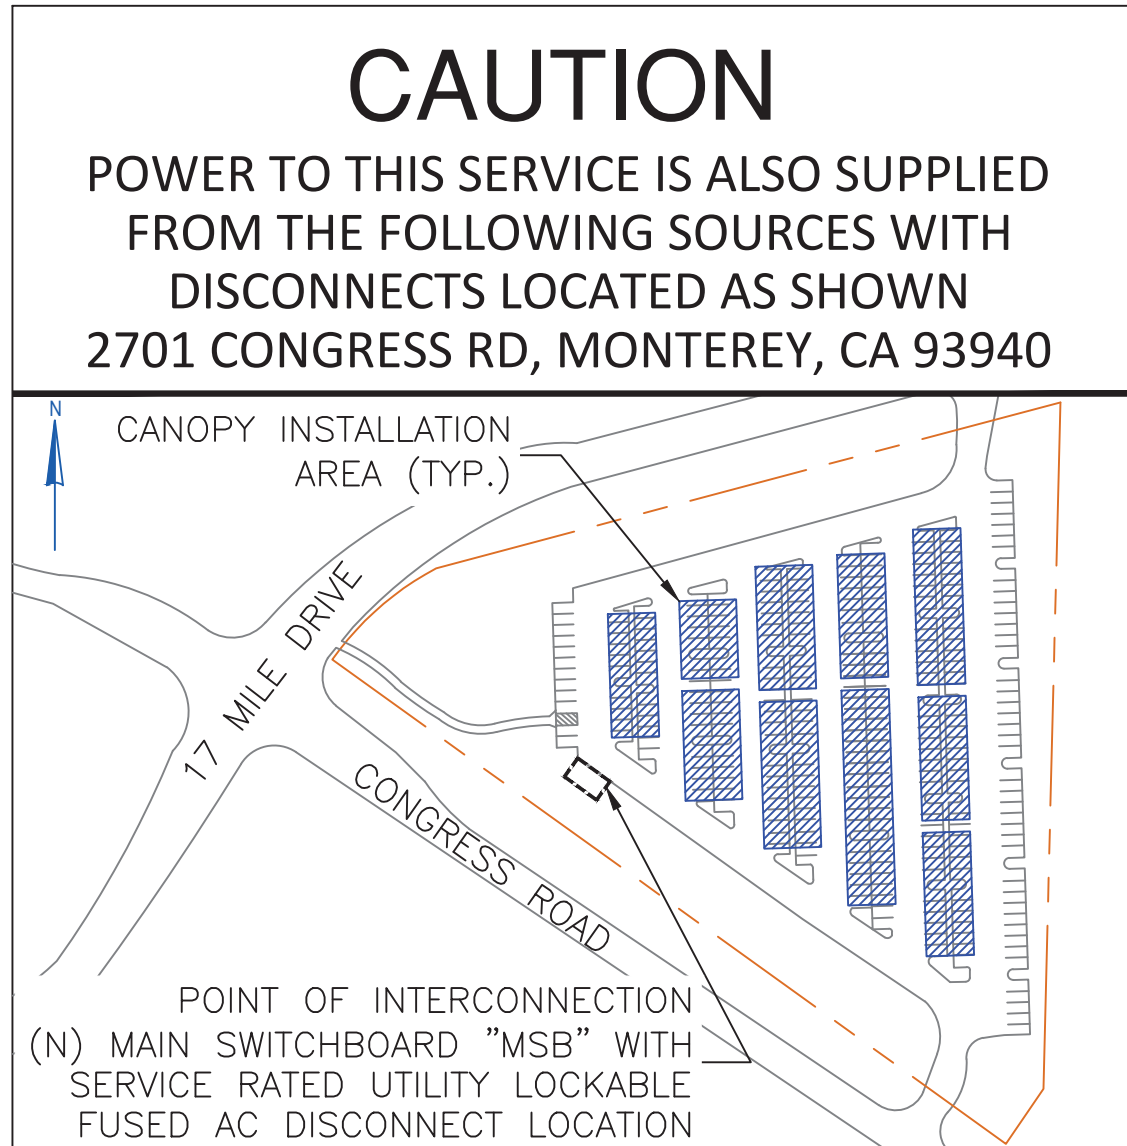 CAUTION
POWER TO THIS SERVICE IS ALSO SUPPLIED
FROM THE FOLLOWING SOURCES WITH
DISCONNECTS LOCATED AS SHOWN
2701 CONGRESS RD, MONTEREY, CA 93940
N
CANOPY INSTALLATION
AREA (TYP.)
17 MILE DRIVE
CONGRESS ROAD
POINT OF INTERCONNECTION
(N) MAIN SWITCHBOARD "MSB" WITH
SERVICE RATED UTILITY LOCKABLE
FUSED AC DISCONNECT LOCATION